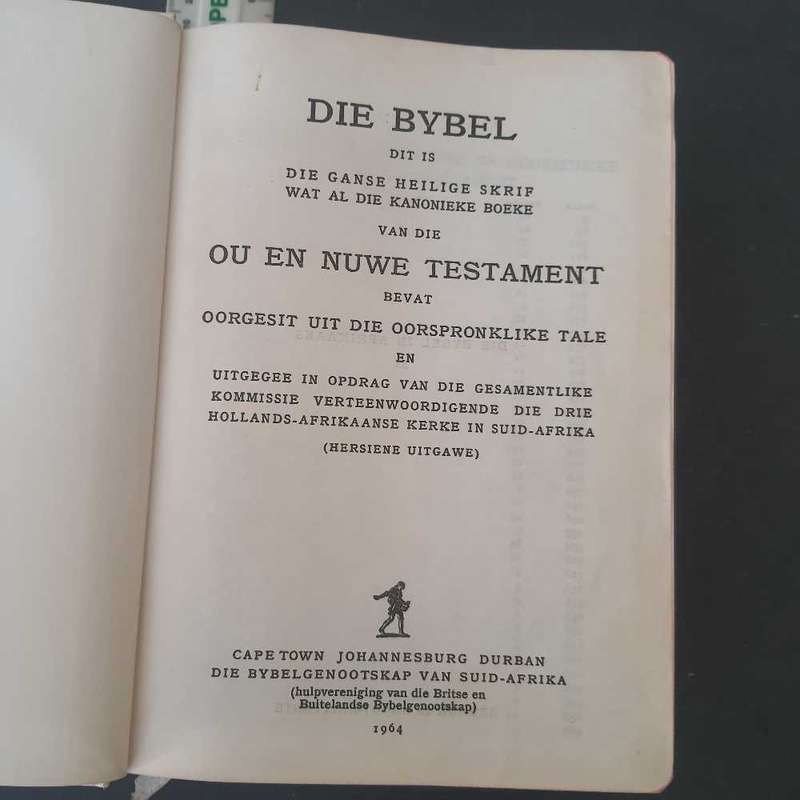 PE
DIE BYBEL
DIT IS
DIE GANSE HEILIGE SKRIF
WAT AL DIE KANONIEKE BOEKE
VAN DIE
OU EN NUWE TESTAMENT
BEVAT
OORGESIT UIT DIE OORSPRONKLIKE TALE
EN
UITGEGEE IN OPDRAG VAN DIE GESAMENTLIKE
KOMMISSIE VERTEENWOORDIGENDE DIE DRIE
HOLLANDS-AFRIKAANSE KERKE IN SUID-AFRIKA
(HERSIENE UITGAWE)
CAPE TOWN JOHANNESBURG DURBAN
DIE BYBELGENOOTSKAP VAN SUID-AFRIKA
(hulpvereniging van die Britse en
Buitelandse Bybelgenootskap)
1964